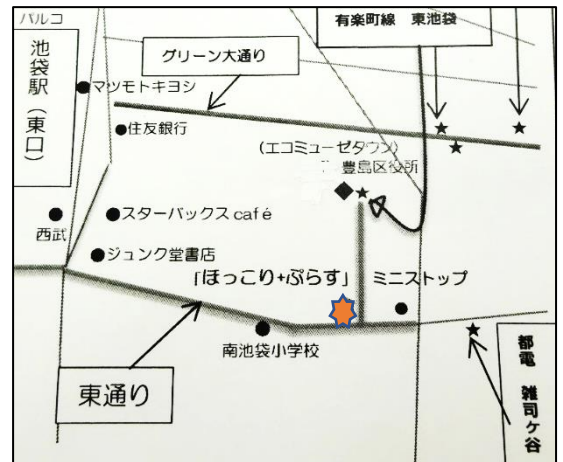 パルコ
池袋駅（東口）
有楽町線 東池袋
グリーン大通り
マツモトキヨシ
住友銀行
（エコミューゼタウン）
豊島区役所
スターバックスcafé
西武
ジュンク堂書店
「ほっこり+ぷらす」
ミニストップ
南池袋小学校
東通り
都電 雑司ヶ谷